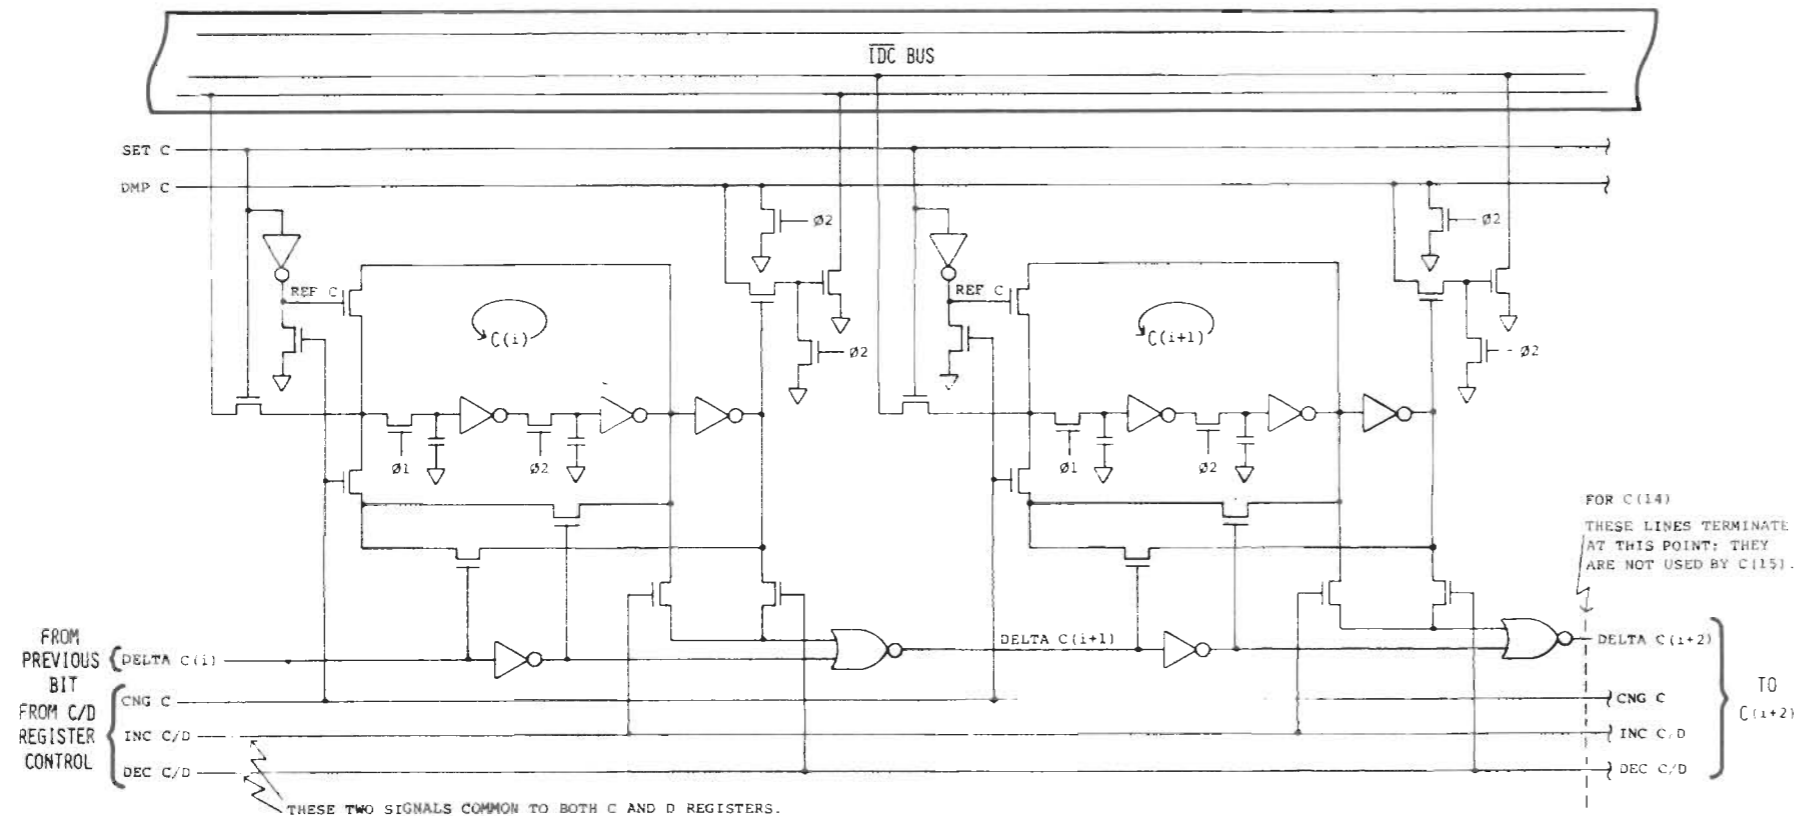 IDC BUS
SET C
DMP C
Ø2
Ø2
REF C
REF C
C(i)
C(i+1)
Ø2
Ø2
Ø1
Ø2
Ø1
Ø2
FOR C(14)
THESE LINES TERMINATE
AT THIS POINT; THEY
ARE NOT USED BY C(15).
FROM
PREVIOUS
BIT
DELTA C(i)
DELTA C(i+1)
DELTA C(i+2)
FROM C/D
REGISTER
CONTROL
CNG C
INC C/D
DEC C/D
CNG C
INC C/D
DEC C/D
TO
C(i+2)
THESE TWO SIGNALS COMMON TO BOTH C AND D REGISTERS.